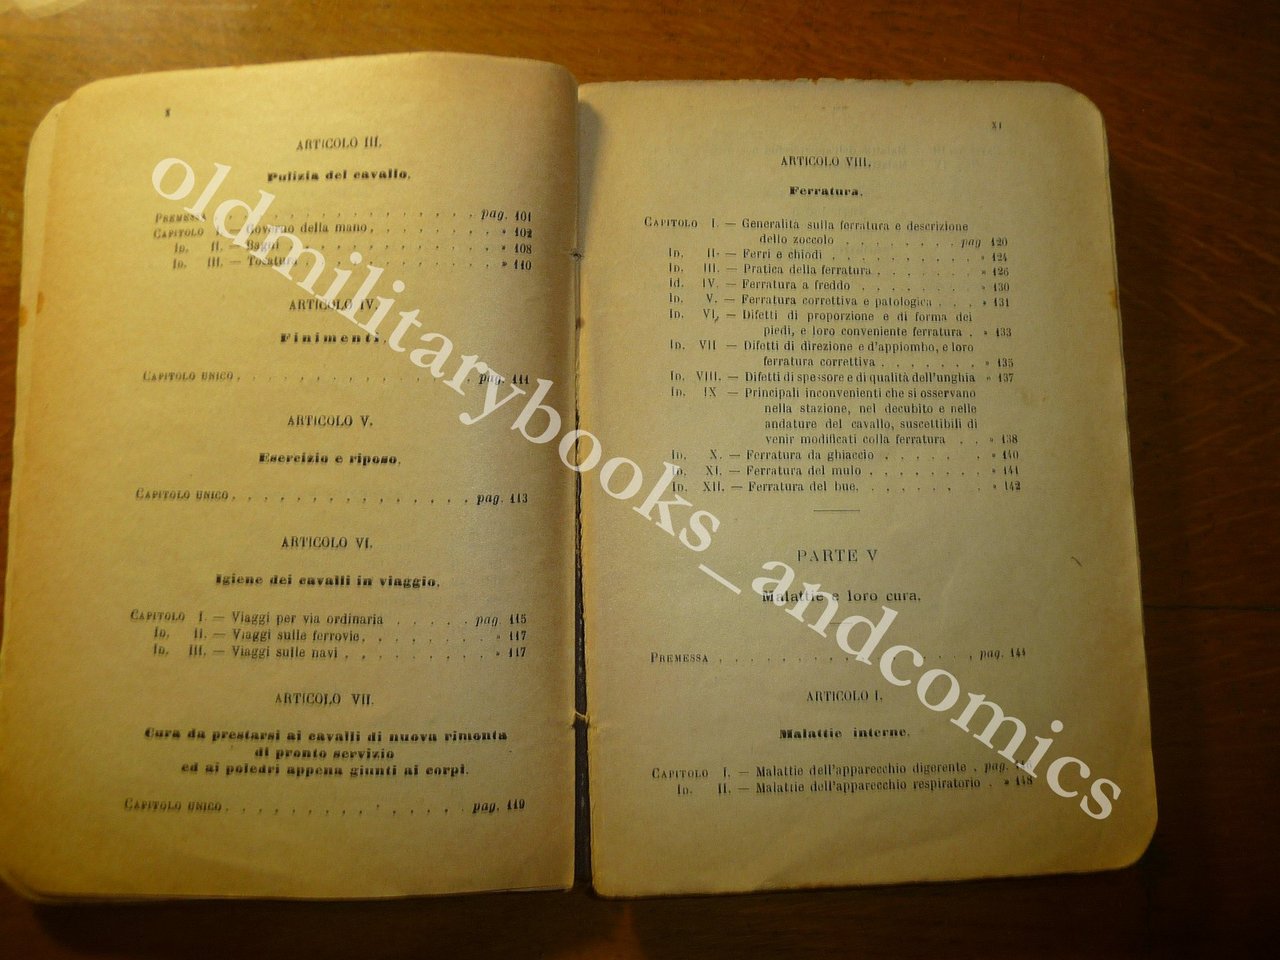 X
ARTICOLO III.
Pulizia del cavallo.
PREMESSA . . . . . . . . . . . . . . pag. 101
CAPITOLO I. — Governo della mano. . . . . . . » 102
ID. II. — Bagni . . . . . . . . . . » 108
ID. III. — Tosatura . . . . . . . . . » 110
ARTICOLO IV.
Finimenti.
CAPITOLO UNICO. . . . . . . . . . . . . pag. 111
ARTICOLO V.
Esercizio e riposo.
CAPITOLO UNICO. . . . . . . . . . . . . pag. 113
ARTICOLO VI.
Igiene dei cavalli in viaggio.
CAPITOLO I. — Viaggi per via ordinaria . . . . . pag. 115
ID. II. — Viaggi sulle ferrovie. . . . . . . » 117
ID. III. — Viaggi sulle navi . . . . . . . . » 117
ARTICOLO VII.
Cura da prestarsi ai cavalli di nuova rimonta
di pronto servizio
ed ai poledri appena giunti ai corpi.
CAPITOLO UNICO . . . . . . . . . . . . . pag. 119
XI
ARTICOLO VIII.
Ferratura.
CAPITOLO I. — Generalità sulla ferratura e descrizione
dello zoccolo . . . . . . . . pag 120
ID. II- — Ferri e chiodi . . . . . . . . . » 124
ID. III. — Pratica della ferratura . . . . . . » 126
Id. IV. — Ferratura a freddo . . . . . . . . » 130
ID. V. — Ferratura correttiva e patologica . . . » 131
ID. VI, — Difetti di proporzione e di forma dei
piedi, e loro conveniente ferratura . » 133
ID. VII — Difetti di direzione e d'appiombo, e loro
ferratura correttiva . . . . . . . » 135
ID. VIII. — Difetti di spessore e di qualità dell'unghia » 137
ID. IX — Principali inconvenienti che si osservano
nella stazione, nel decubito e nelle
andature del cavallo, suscettibili di
venir modificati colla ferratura . . » 138
ID. X. — Ferratura da ghiaccio . . . . . . . » 140
ID. XI. — Ferratura del mulo . . . . . . . . » 141
ID. XII. — Ferratura del bue. . . . . . . . . » 142
PARTE V
Malattie e loro cura.
PREMESSA . . . . . . . . . . . . . . pag. 144
ARTICOLO I.
Malattie interne.
CAPITOLO I. — Malattie dell'apparecchio digerente . pag.
ID. II. — Malattie dell'apparecchio respiratorio . » 148
oldmilitarybooks_andcomics